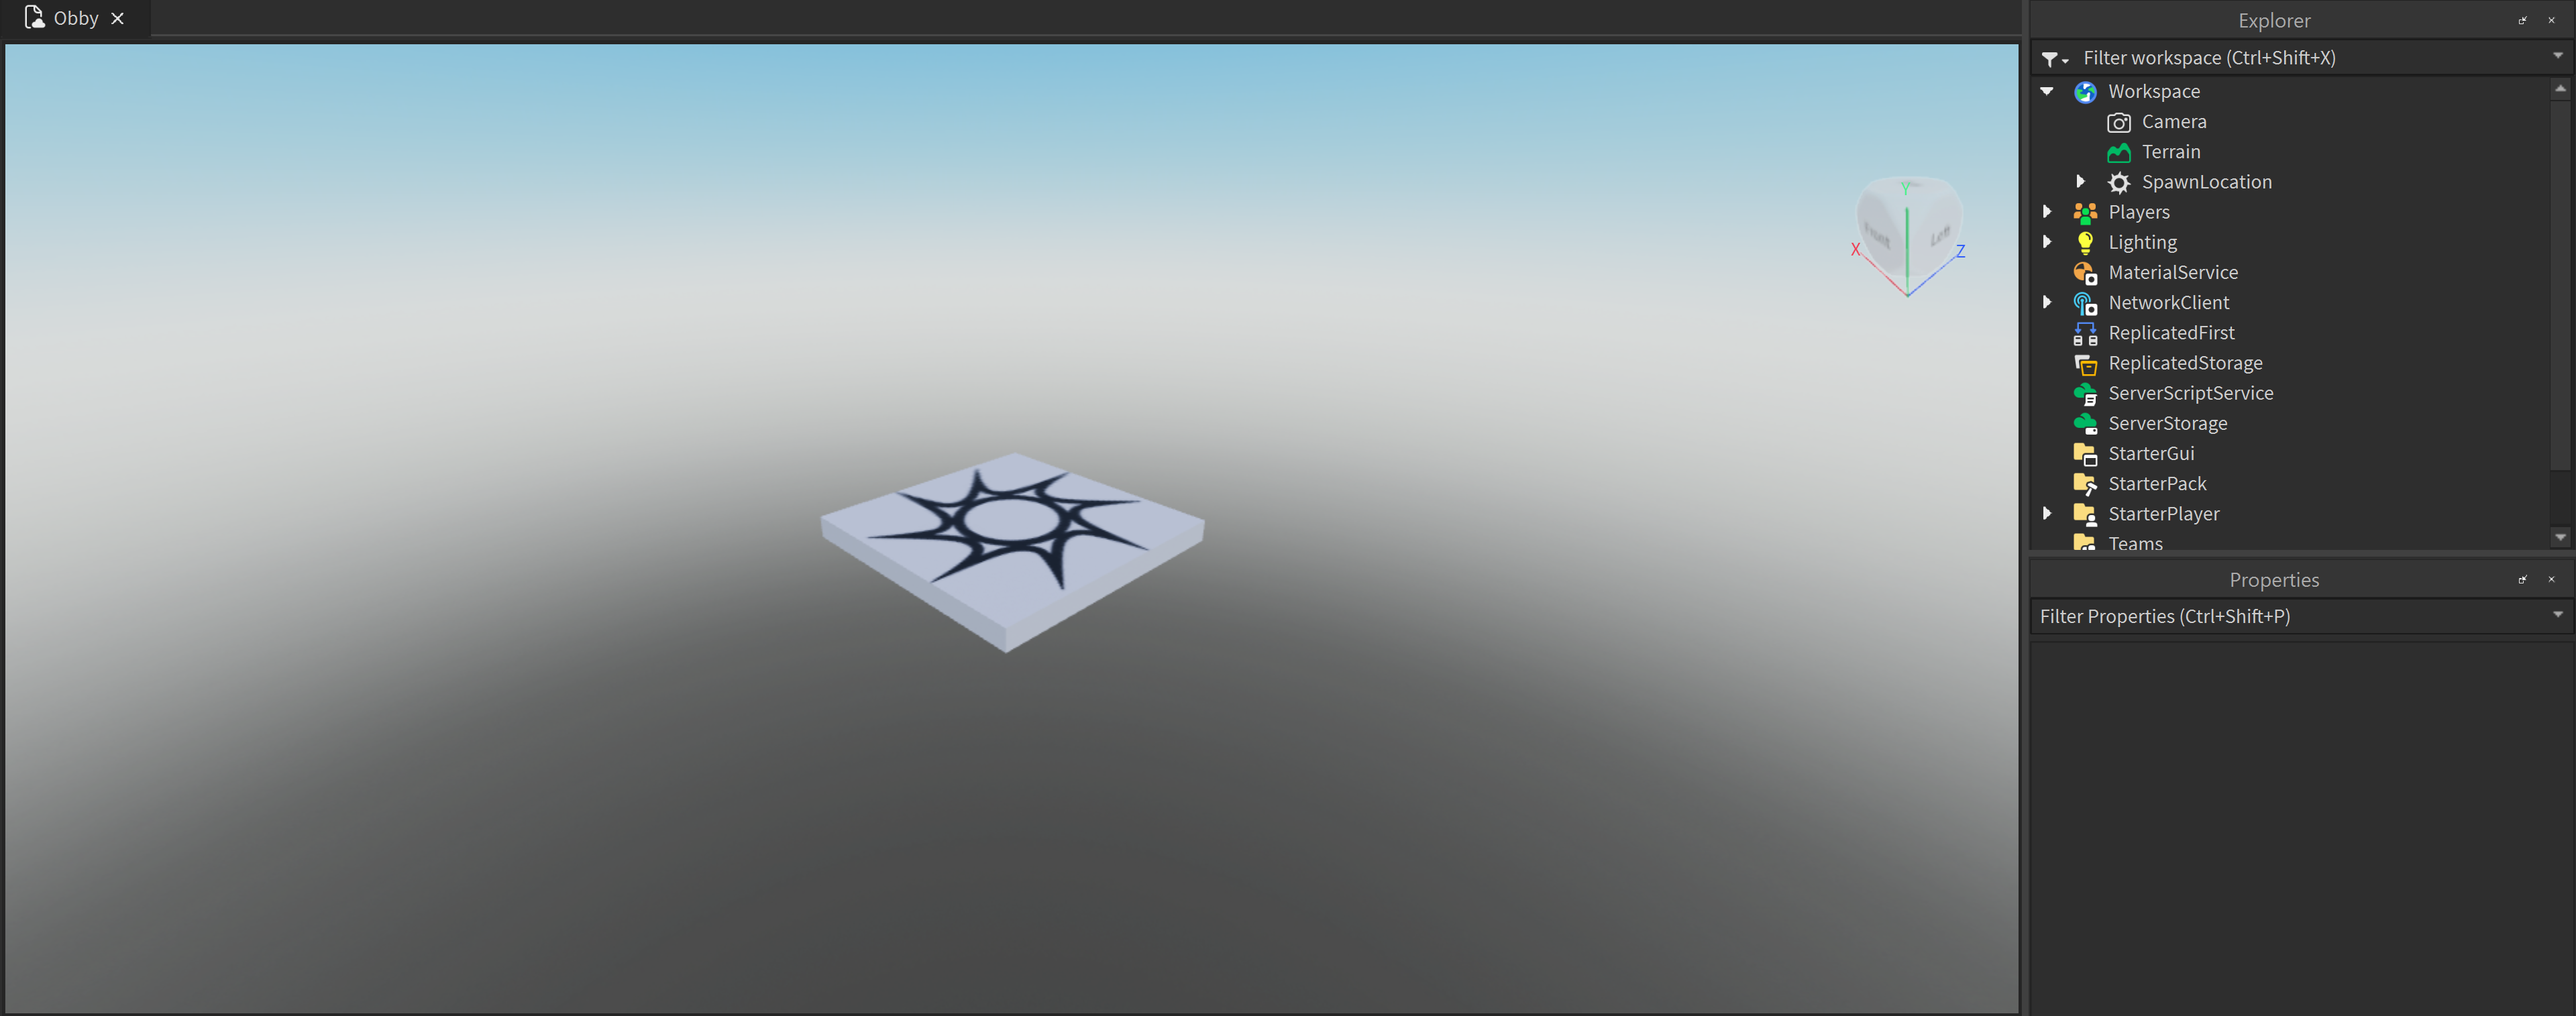 Obby
Explorer
Filter workspace (Ctrl+Shift+X)
Workspace
Camera
Terrain
SpawnLocation
Players
Lighting
MaterialService
NetworkClient
ReplicatedFirst
ReplicatedStorage
ServerScriptService
ServerStorage
StarterGui
StarterPack
StarterPlayer
Teams
Y
Front
Left
X
Z
Properties
Filter Properties (Ctrl+Shift+P)